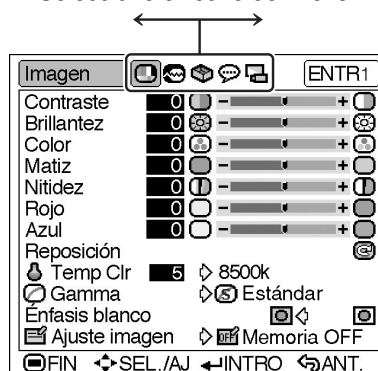 Imagen ENTR1
Contraste 0 - +
Brillantez 0 - +
Color 0 - +
Matiz 0 - +
Nitidez 0 - +
Rojo 0 - +
Azul 0 - +
Reposición
Temp Clr 5 8500k
Gamma S Estándar
Énfasis blanco
Ajuste imagen OFF Memoria OFF
FIN SEL./AJ INTRO ANT.